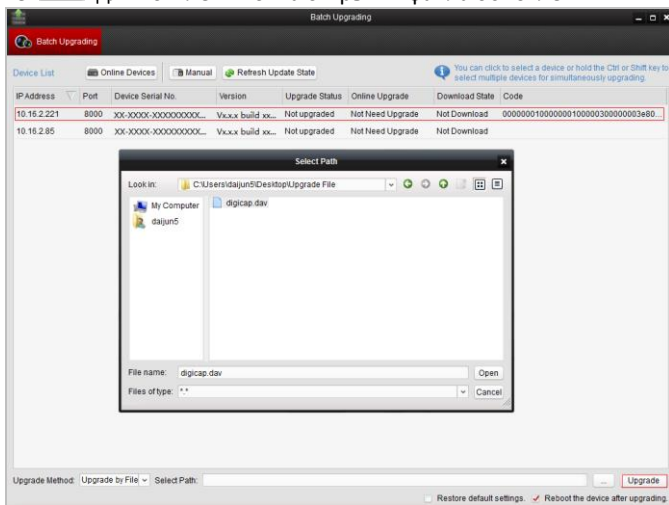 Batch Upgrading
Batch Upgrading
Device List Online Devices Manual Refresh Update State You can click to select a device or hold the Ctrl or Shift key to
select multiple devices for simultaneously upgrading.
IP Address Port Device Serial No. Version Upgrade Status Online Upgrade Download State Code
10.16.2.221 8000 XX-XXXX-XXXXXXXXX... Vx.x.x build xx... Not upgraded Not Need Upgrade Not Download 0000000100000001000003000000003e80...
10.16.2.85 8000 XX-XXXX-XXXXXXXXX... Vx.x.x build xx... Not upgraded Not Need Upgrade Not Download
Select Path
Look in: C:\Users\daijun5\Desktop\Upgrade File
My Computer digicap.dav
daijun5
File name: digicap.dav Open
Files of type: *.* Cancel
Upgrade Method: Upgrade by File Select Path: ... Upgrade
Restore default settings. Reboot the device after upgrading.